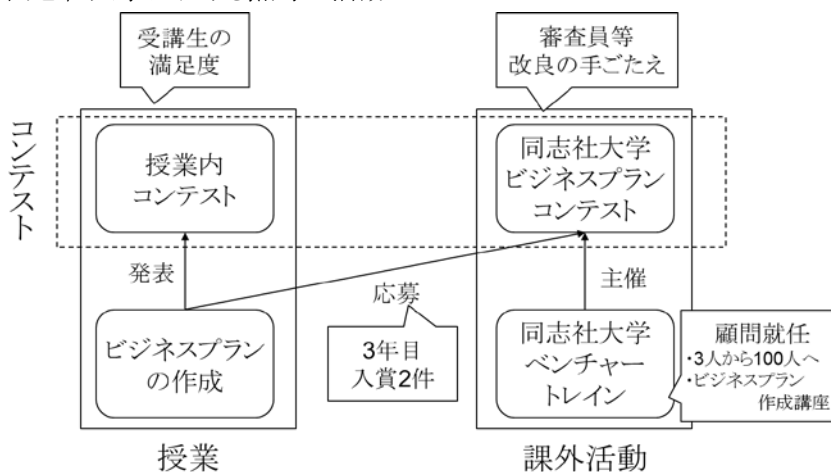 受講生の
満足度
審査員等
改良の手ごたえ
コンテスト
授業内
コンテスト
同志社大学
ビジネスプラン
コンテスト
発表
応募
主催
ビジネスプラン
の作成
3年目
入賞2件
同志社大学
ベンチャー
トレイン
顧問就任
・3人から100人へ
・ビジネスプラン
作成講座
授業
課外活動